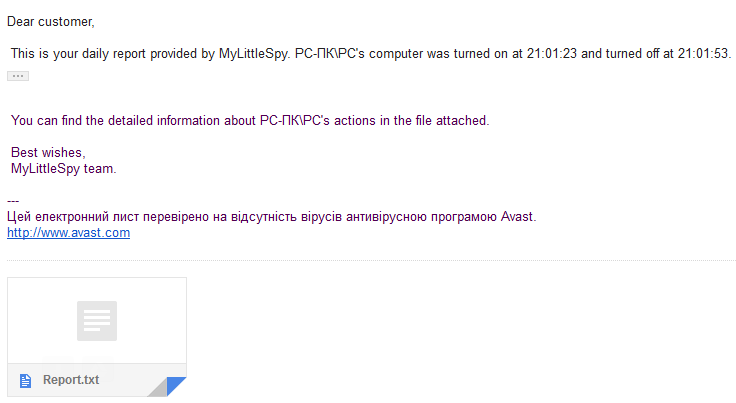 Dear customer,
This is your daily report provided by MyLittleSpy. PC-ПК\PC's computer was turned on at 21:01:23 and turned off at 21:01:53.
...
You can find the detailed information about PC-ПК\PC's actions in the file attached.
Best wishes,
MyLittleSpy team.
---
Цей електронний лист перевірено на відсутність вірусів антивірусною програмою Avast.
http://www.avast.com
Report.txt